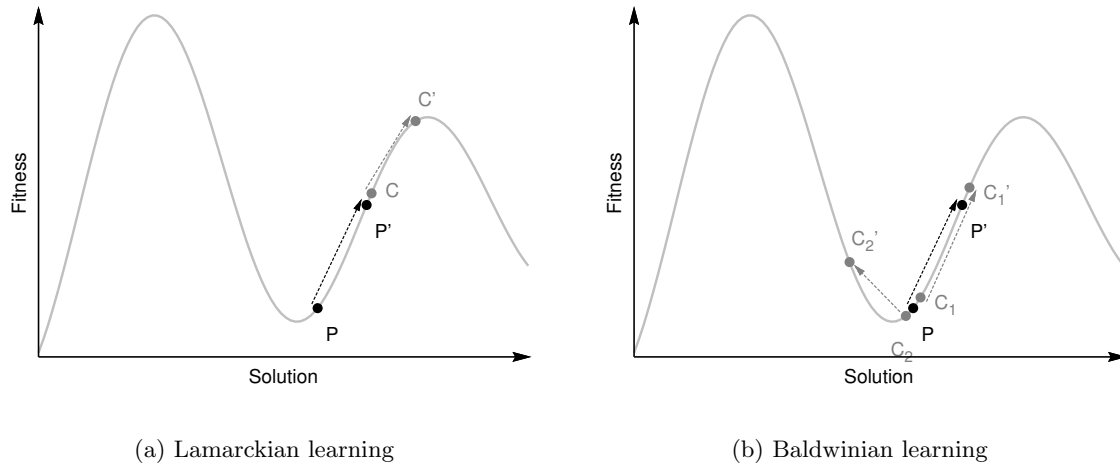 Fitness
C'
C
P'
P
Solution
(a) Lamarckian learning
Fitness
C2'
C1'
P'
C1
P
C2
Solution
(b) Baldwinian learning